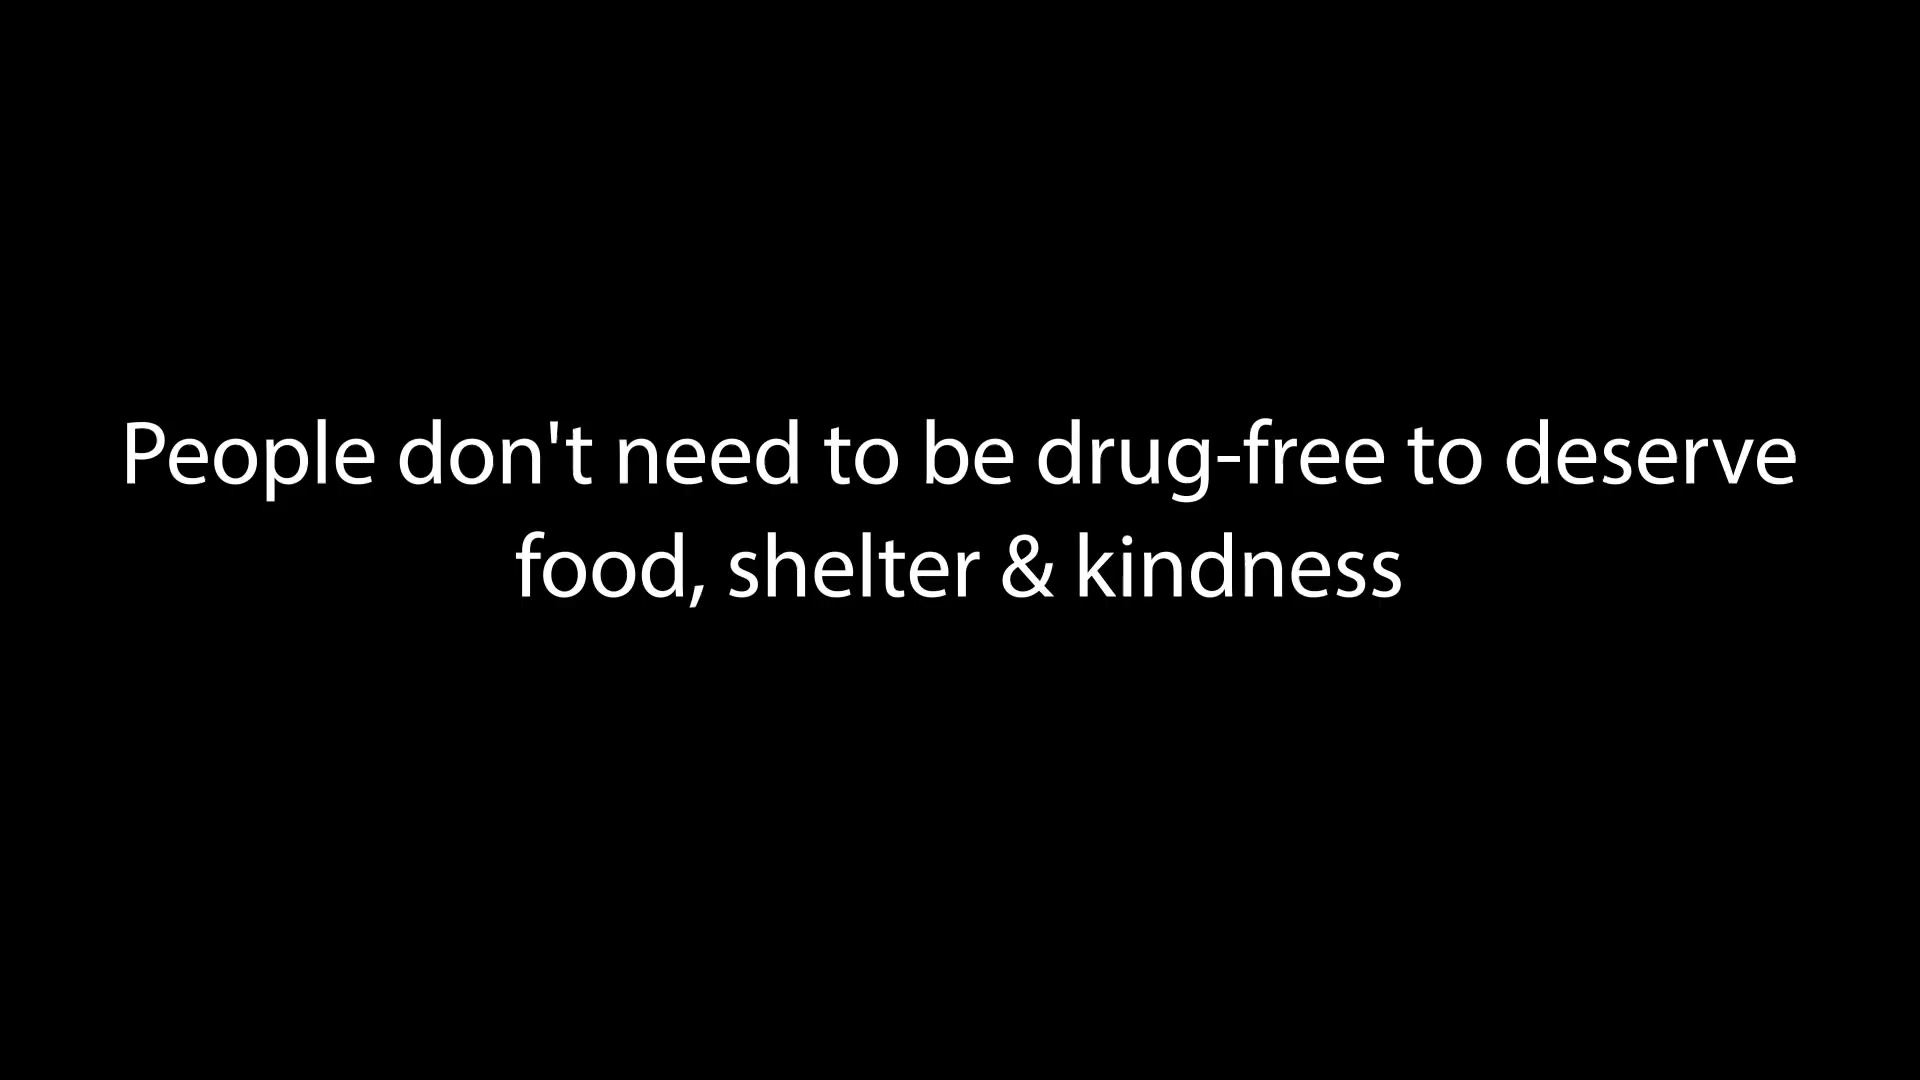 People don't need to be drug-free to deserve
food, shelter & kindness